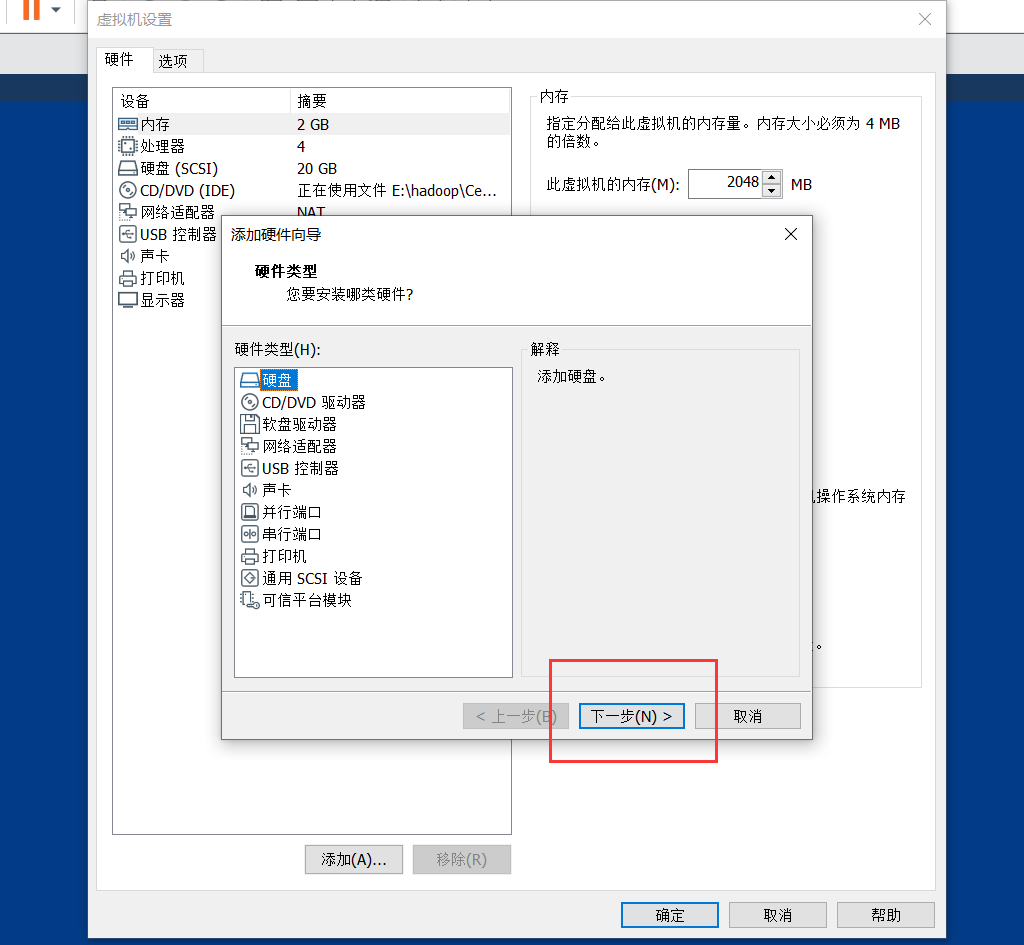 虚拟机设置
硬件
选项
设备 摘要
内存 2 GB
处理器 4
硬盘 (SCSI) 20 GB
CD/DVD (IDE) 正在使用文件 E:\hadoop\Ce...
网络适配器 NAT
USB 控制器
声卡
打印机
显示器
内存
指定分配给此虚拟机的内存量。内存大小必须为 4 MB
的倍数。
此虚拟机的内存(M): 2048 MB
添加硬件向导
硬件类型
您要安装哪类硬件?
硬件类型(H):
硬盘
CD/DVD 驱动器
软盘驱动器
网络适配器
USB 控制器
声卡
并行端口
串行端口
打印机
通用 SCSI 设备
可信平台模块
解释
添加硬盘。
操作系统内存
。
< 上一步(B) 下一步(N) > 取消
添加(A)... 移除(R)
确定 取消 帮助